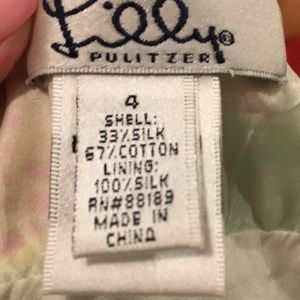 Lilly®
PULITZER
4
SHELL:
33%SILK
67%COTTON
LINING:
100%SILK
RN#88189
MADE IN
CHINA